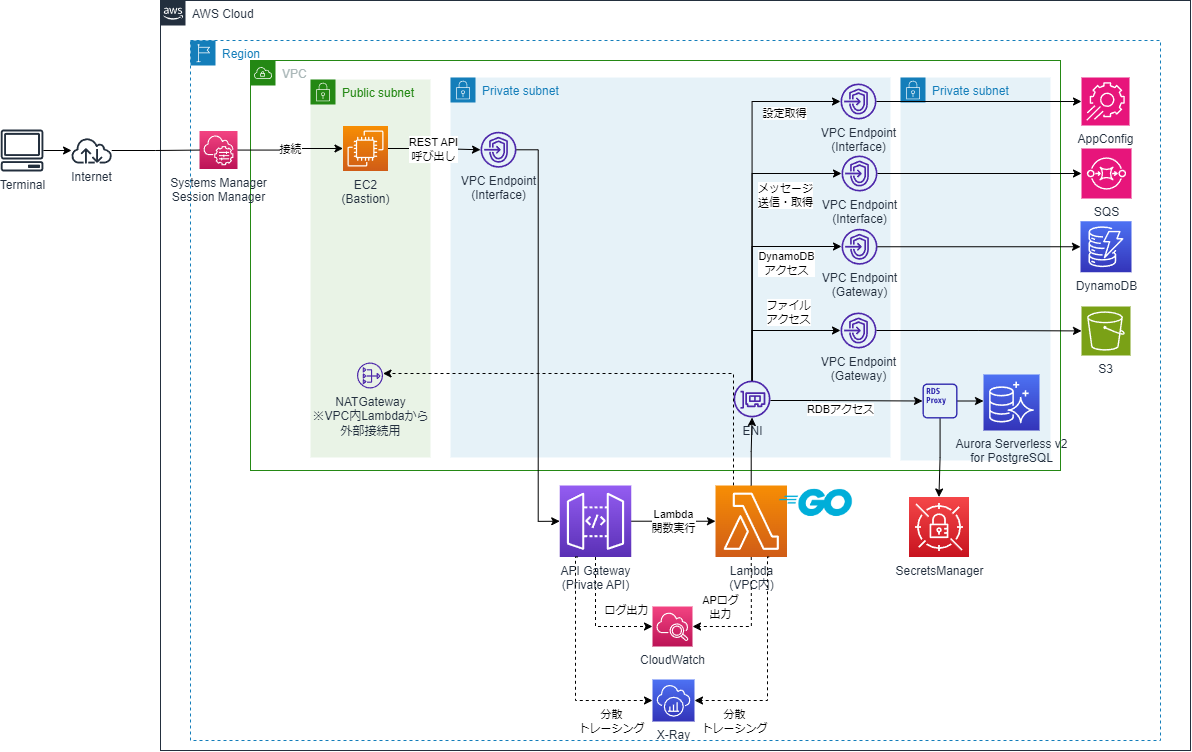 aws
AWS Cloud
Region
VPC
Public subnet
Private subnet
Private subnet
設定取得
VPC Endpoint
(Interface)
AppConfig
Terminal
Internet
Systems Manager
Session Manager
接続
EC2
(Bastion)
REST API
呼び出し
VPC Endpoint
(Interface)
メッセージ
送信・取得
VPC Endpoint
(Interface)
SQS
DynamoDB
アクセス
VPC Endpoint
(Gateway)
DynamoDB
ファイル
アクセス
VPC Endpoint
(Gateway)
S3
NATGateway
※VPC内Lambdaから
外部接続用
ENI
RDBアクセス
RDS
Proxy
Aurora Serverless v2
for PostgreSQL
API Gateway
(Private API)
Lambda
関数実行
GO
Lambda
(VPC内)
SecretsManager
ログ出力
APログ
出力
CloudWatch
分散
トレーシング
分散
トレーシング
X-Ray